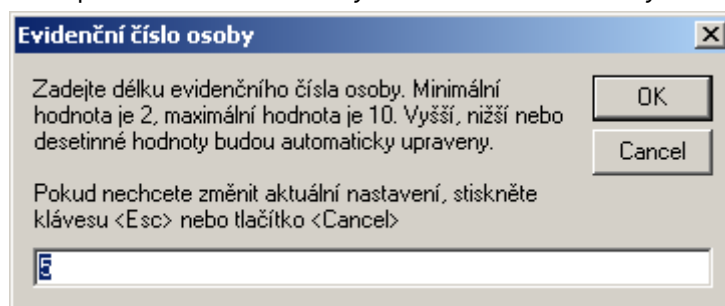 Evidenční číslo osoby
Zadejte délku evidenčního čísla osoby. Minimální
hodnota je 2, maximální hodnota je 10. Vyšší, nižší nebo
desetinné hodnoty budou automaticky upraveny.
OK
Cancel
Pokud nechcete změnit aktuální nastavení, stiskněte
klávesu <Esc> nebo tlačítko <Cancel>
5